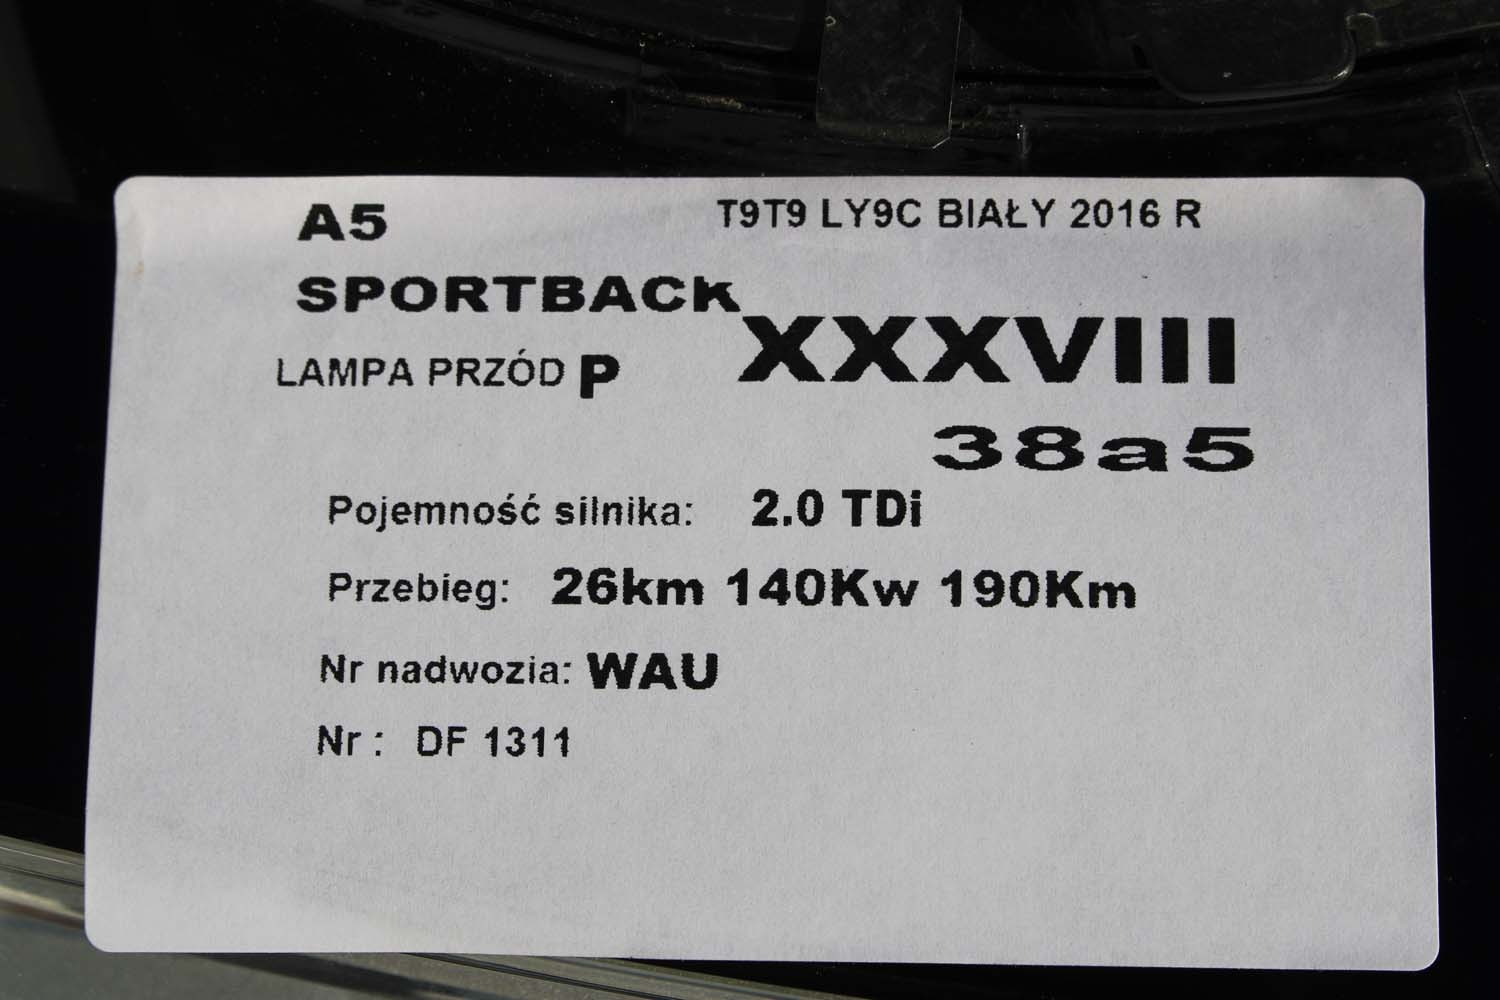 A5
T9T9 LY9C BIAŁY 2016 R
SPORTBACK
XXXVIII
LAMPA PRZÓD P
38a5
Pojemność silnika: 2.0 TDi
Przebieg: 26km 140Kw 190Km
Nr nadwozia: WAU
Nr : DF 1311